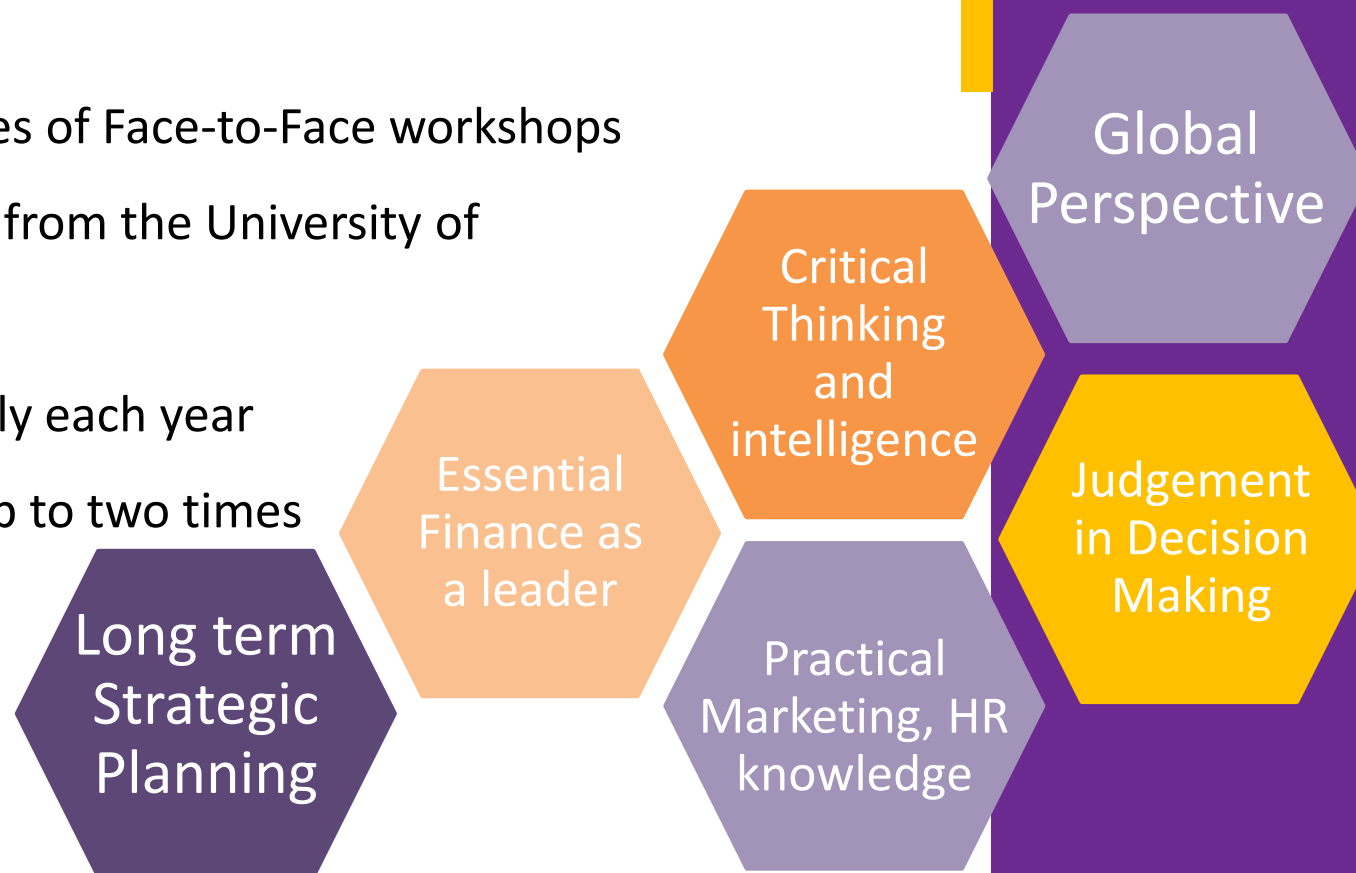 es of Face-to-Face workshops
from the University of
ly each year
to two times
Global
Perspective
Critical
Thinking
and
intelligence
Essential
Finance as
a leader
Judgement
in Decision
Making
Long term
Strategic
Planning
Practical
Marketing, HR
knowledge